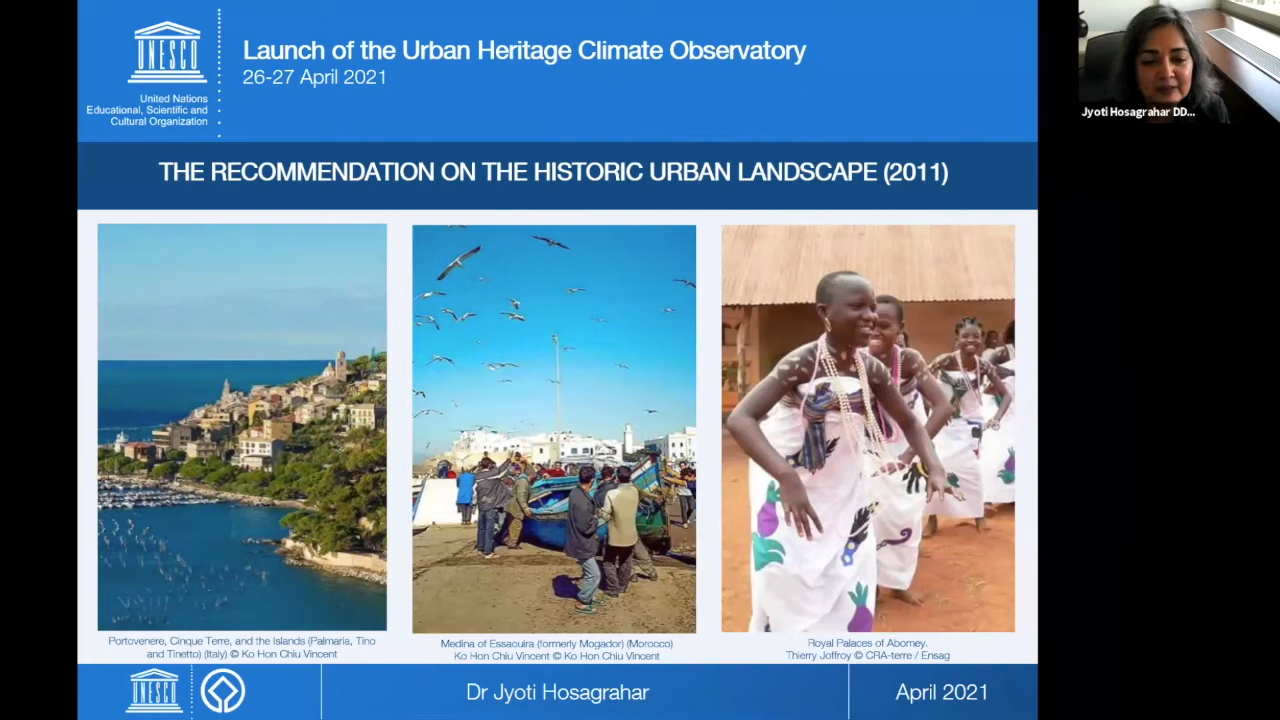 UNESCO
United Nations
Educational, Scientific and
Cultural Organization
Launch of the Urban Heritage Climate Observatory
26-27 April 2021
Jyoti Hosagrahar DD...
THE RECOMMENDATION ON THE HISTORIC URBAN LANDSCAPE (2011)
Portovenere, Cinque Terre, and the Islands (Palmaria, Tino
and Tinetto) (Italy) © Ko Hon Chiu Vincent
Medina of Essaouira (formerly Mogador) (Morocco)
Ko Hon Chiu Vincent © Ko Hon Chiu Vincent
Royal Palaces of Abomey.
Thierry Joffroy © CRA-terre / Ensag
UNESCO
Dr Jyoti Hosagrahar
April 2021